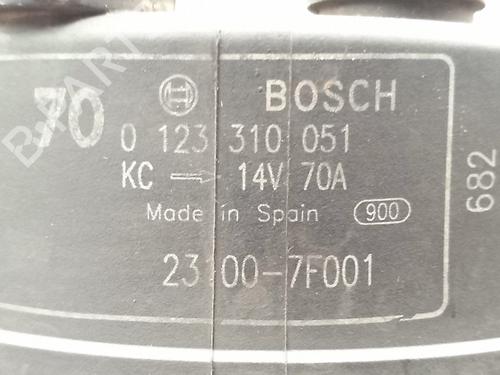 70 BOSCH
0 123 310 051
KC → 14V 70A
Made in Spain 900
23100-7F001
682